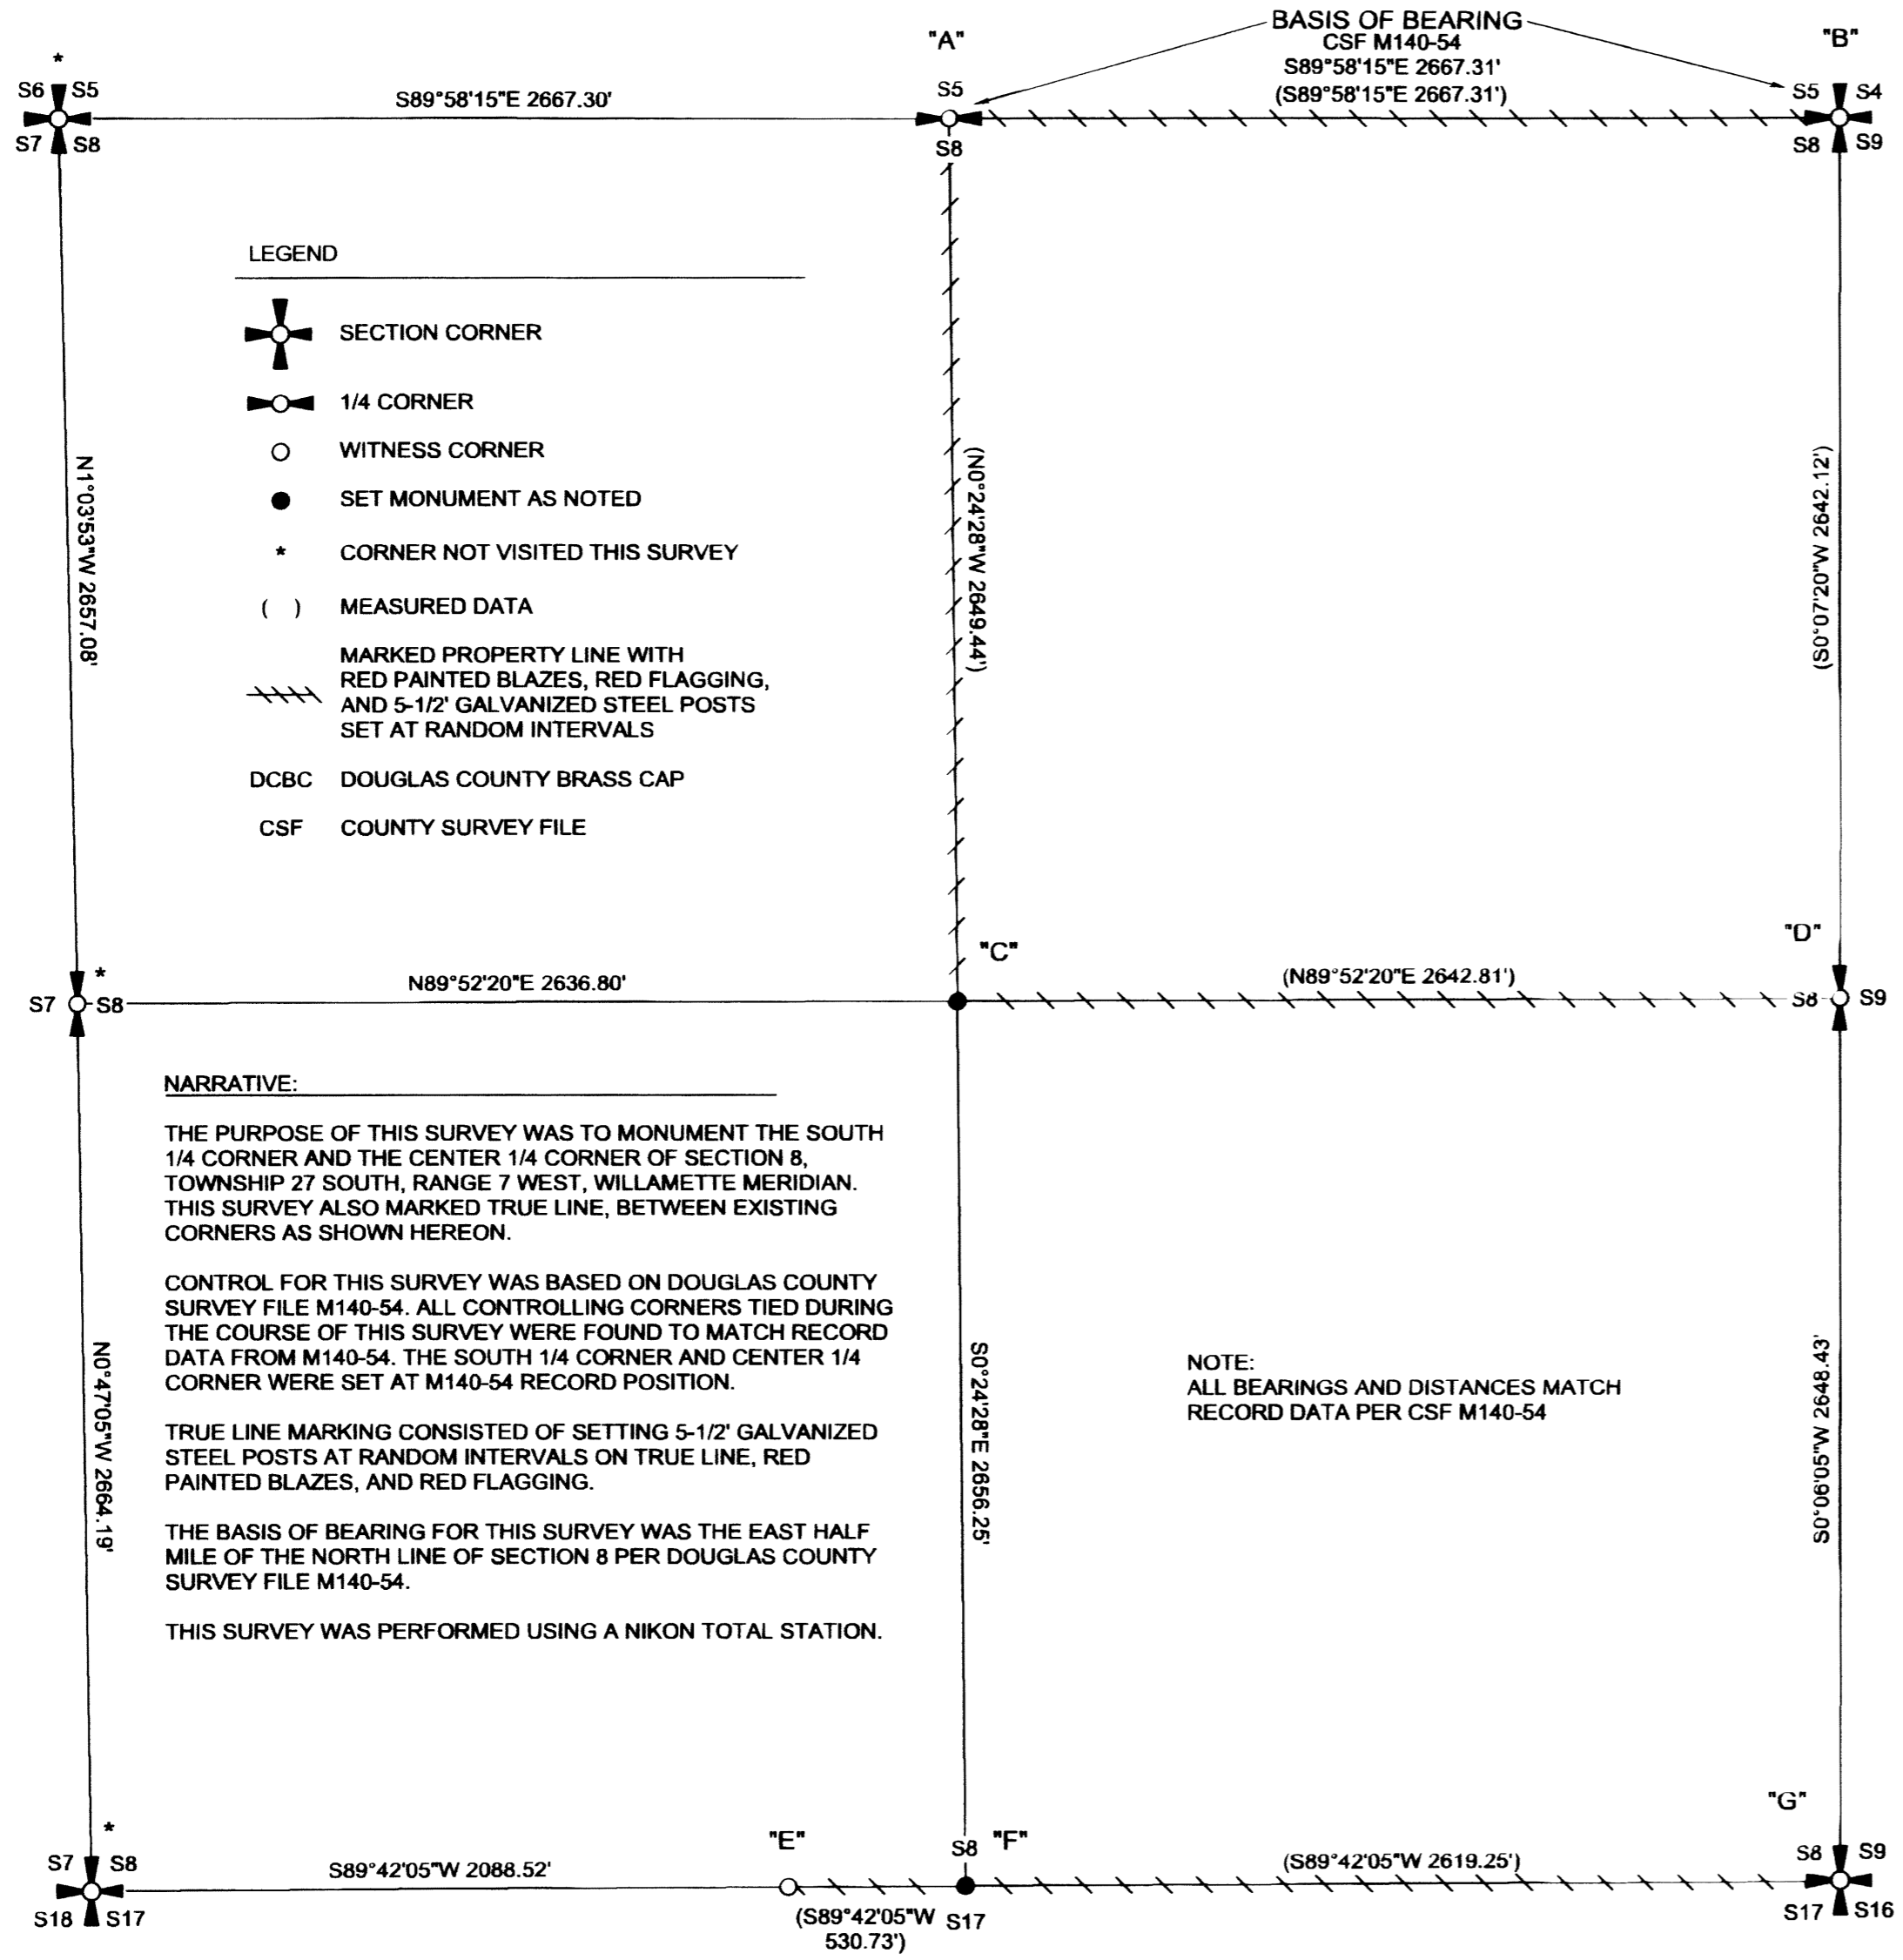 BASIS OF BEARING
CSF M140-54
S89°58'15"E 2667.31'
(S89°58'15"E 2667.31')
"A"
"B"
*
S6 S5
S7 S8
S89°58'15"E 2667.30'
S5
S8
S5 S4
S8 S9
LEGEND
SECTION CORNER
1/4 CORNER
WITNESS CORNER
SET MONUMENT AS NOTED
* CORNER NOT VISITED THIS SURVEY
( ) MEASURED DATA
MARKED PROPERTY LINE WITH
RED PAINTED BLAZES, RED FLAGGING,
AND 5-1/2' GALVANIZED STEEL POSTS
SET AT RANDOM INTERVALS
DCBC DOUGLAS COUNTY BRASS CAP
CSF COUNTY SURVEY FILE
N1°03'53"W 2657.08'
(N0°24'28"W 2649.44')
(S0°07'20"W 2642.12')
"C"
"D"
*
S7 S8
N89°52'20"E 2636.80'
(N89°52'20"E 2642.81')
S8 S9
NARRATIVE:
THE PURPOSE OF THIS SURVEY WAS TO MONUMENT THE SOUTH
1/4 CORNER AND THE CENTER 1/4 CORNER OF SECTION 8,
TOWNSHIP 27 SOUTH, RANGE 7 WEST, WILLAMETTE MERIDIAN.
THIS SURVEY ALSO MARKED TRUE LINE, BETWEEN EXISTING
CORNERS AS SHOWN HEREON.
CONTROL FOR THIS SURVEY WAS BASED ON DOUGLAS COUNTY
SURVEY FILE M140-54. ALL CONTROLLING CORNERS TIED DURING
THE COURSE OF THIS SURVEY WERE FOUND TO MATCH RECORD
DATA FROM M140-54. THE SOUTH 1/4 CORNER AND CENTER 1/4
CORNER WERE SET AT M140-54 RECORD POSITION.
TRUE LINE MARKING CONSISTED OF SETTING 5-1/2' GALVANIZED
STEEL POSTS AT RANDOM INTERVALS ON TRUE LINE, RED
PAINTED BLAZES, AND RED FLAGGING.
THE BASIS OF BEARING FOR THIS SURVEY WAS THE EAST HALF
MILE OF THE NORTH LINE OF SECTION 8 PER DOUGLAS COUNTY
SURVEY FILE M140-54.
THIS SURVEY WAS PERFORMED USING A NIKON TOTAL STATION.
N0°47'05"W 2664.19'
S0°24'28"E 2656.25'
NOTE:
ALL BEARINGS AND DISTANCES MATCH
RECORD DATA PER CSF M140-54
S0°06'05"W 2648.43'
*
S7 S8
S18 S17
S89°42'05"W 2088.52'
"E"
(S89°42'05"W
530.73')
S8
"F"
S17
(S89°42'05"W 2619.25')
"G"
S8 S9
S17 S16